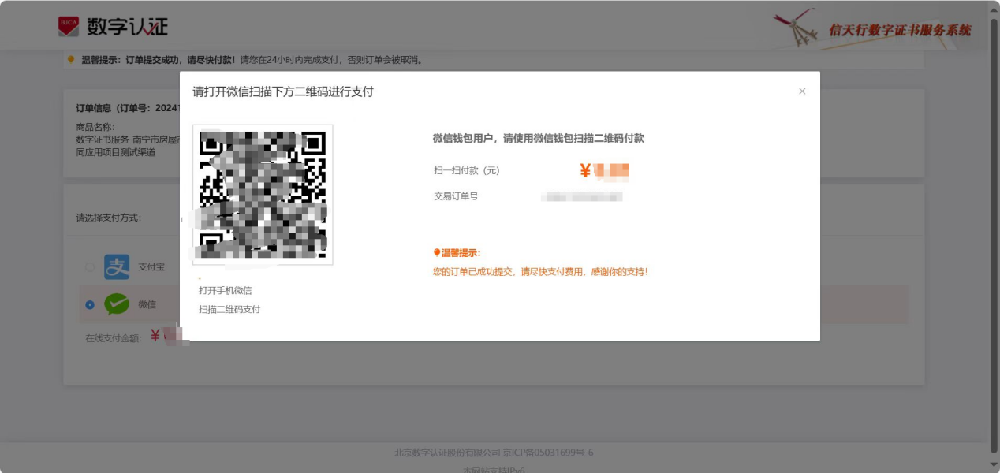 BJCA
数字认证
信天行数字证书服务系统
温馨提示：订单提交成功，请尽快付款！请您在24小时内完成支付，否则订单会被取消。
请打开微信扫描下方二维码进行支付
×
订单信息（订单号：2024
商品名称：
数字证书服务-南宁市房屋
同应用项目测试渠道
请选择支付方式：
支
支付宝
微信
在线支付金额：¥
微信钱包用户，请使用微信钱包扫描二维码付款
扫一扫付款（元）
¥
交易订单号
温馨提示：
您的订单已成功提交，请尽快支付费用，感谢你的支持！
打开手机微信
扫描二维码支付
北京数字认证股份有限公司 京ICP备05031699号-6
本网站支持IPv6